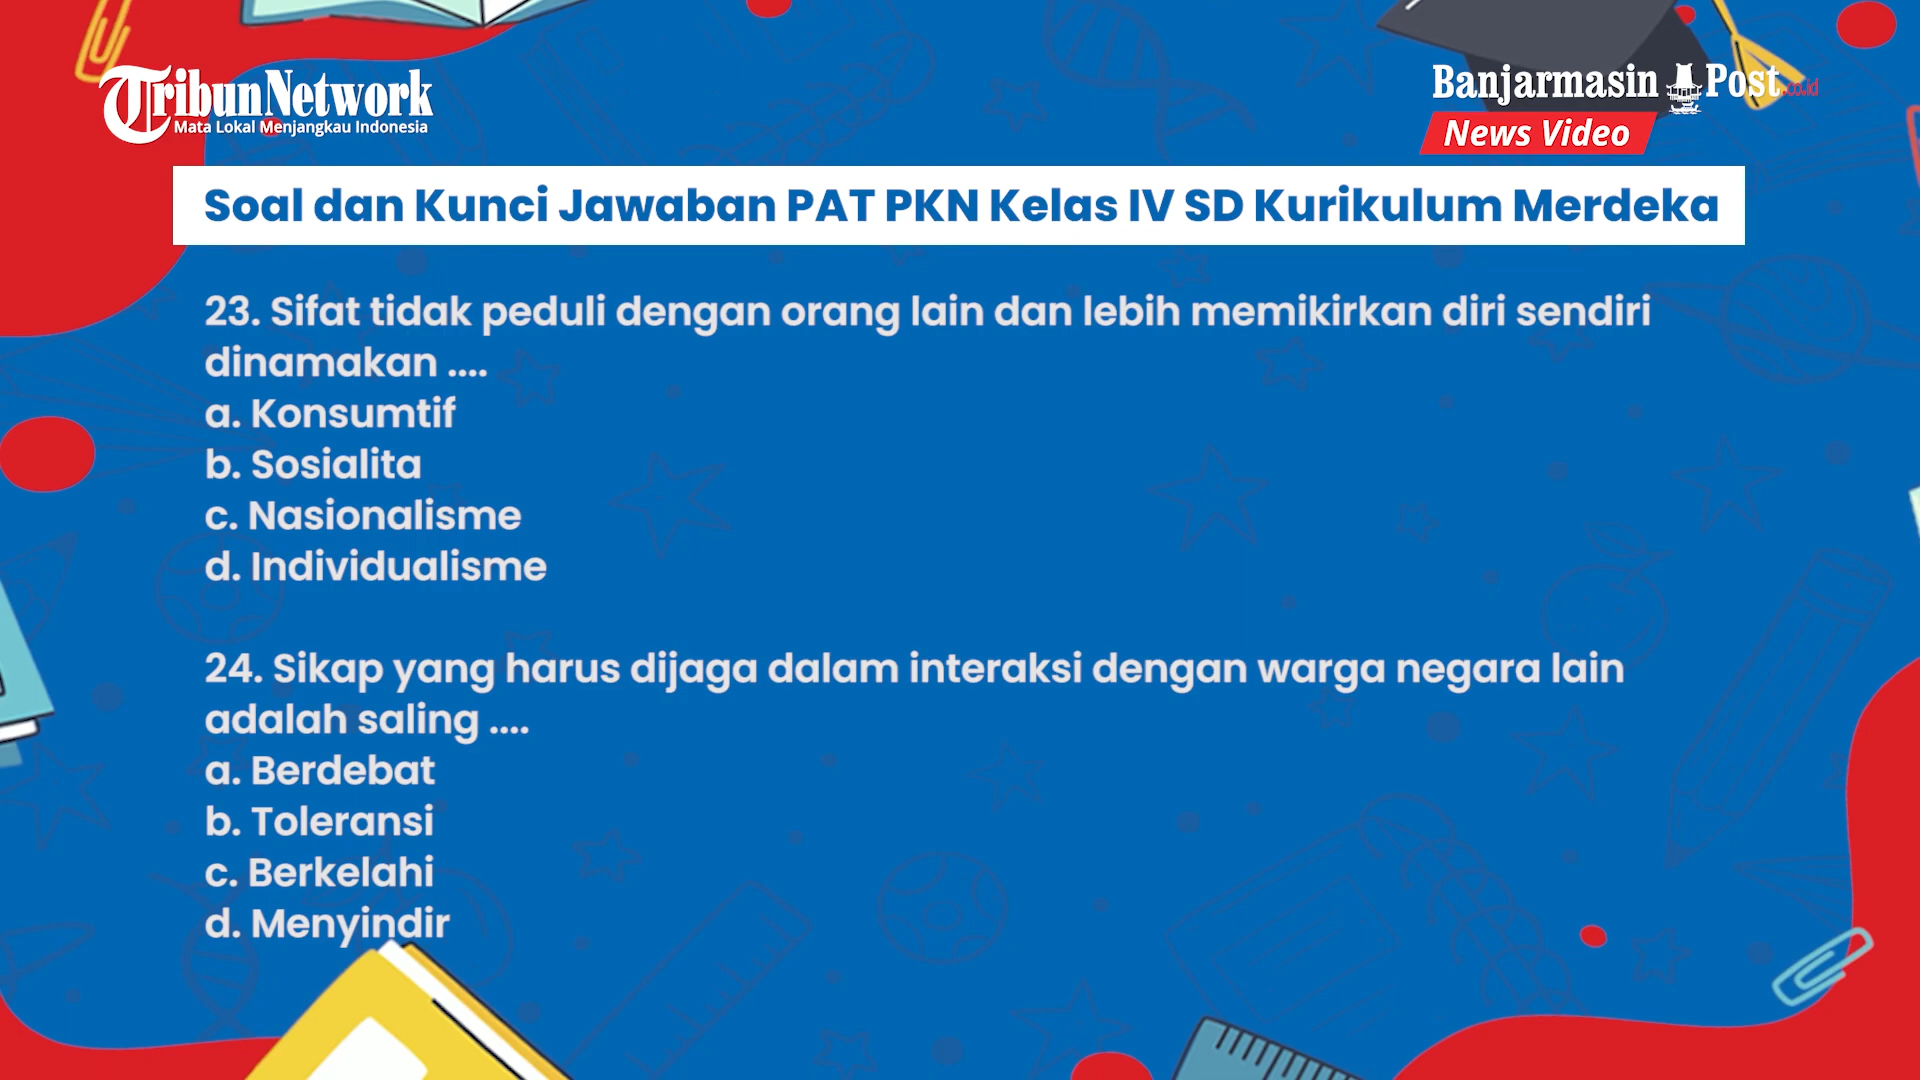 TribunNetwork
Mata Lokal Menjangkau Indonesia
Banjarmasin Post.co.id
News Video
Soal dan Kunci Jawaban PAT PKN Kelas IV SD Kurikulum Merdeka
23. Sifat tidak peduli dengan orang lain dan lebih memikirkan diri sendiri
dinamakan ....
a. Konsumtif
b. Sosialita
c. Nasionalisme
d. Individualisme
24. Sikap yang harus dijaga dalam interaksi dengan warga negara lain
adalah saling ....
a. Berdebat
b. Toleransi
c. Berkelahi
d. Menyindir